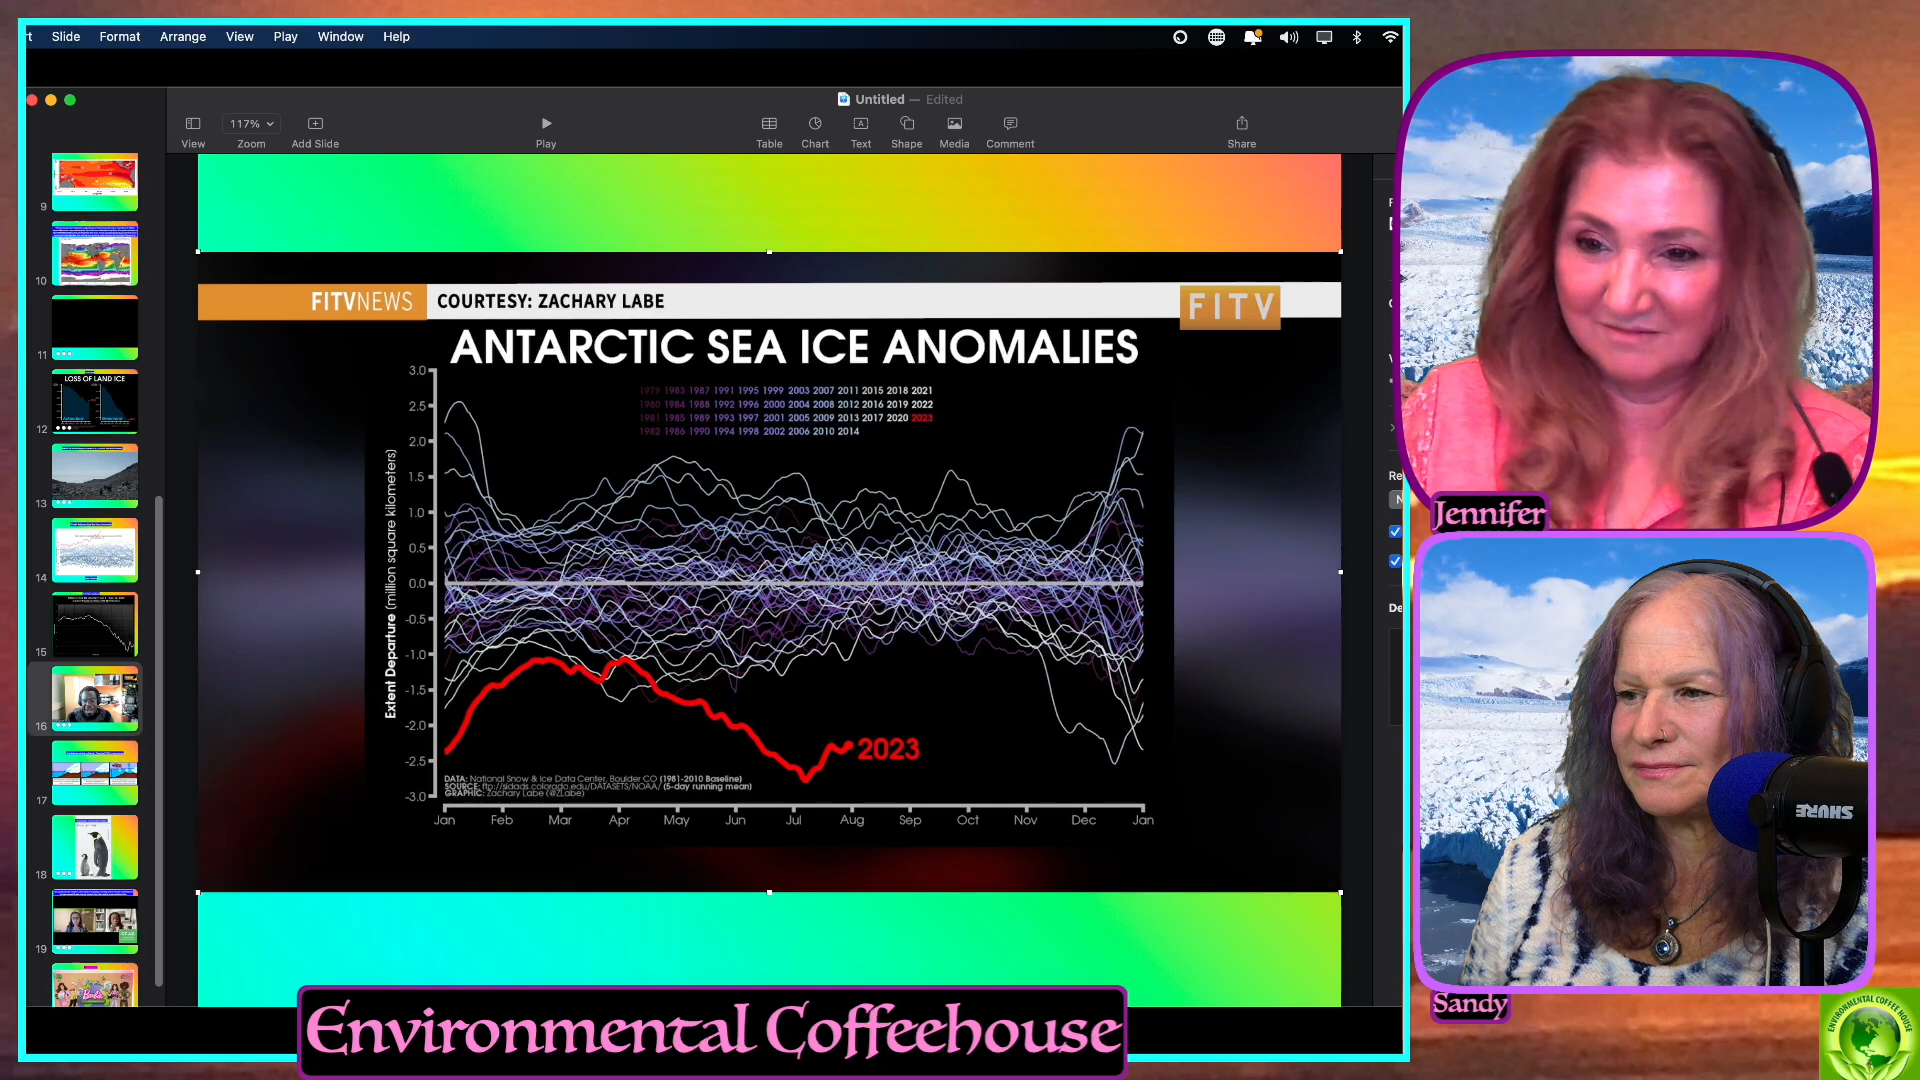 Slide Format Arrange View Play Window Help
Untitled — Edited
117%
View Zoom Add Slide Play Table Chart Text Shape Media Comment Share
FITVNEWS COURTESY: ZACHARY LABE FITV
ANTARCTIC SEA ICE ANOMALIES
1979 1983 1987 1991 1995 1999 2003 2007 2011 2015 2018 2021
1980 1984 1988 1992 1996 2000 2004 2008 2012 2016 2019 2022
1981 1985 1989 1993 1997 2001 2005 2009 2013 2017 2020 2023
1982 1986 1990 1994 1998 2002 2006 2010 2014
Extent Departure (million square kilometers)
3.0
2.5
2.0
1.5
1.0
0.5
0.0
-0.5
-1.0
-1.5
-2.0
-2.5
-3.0
2023
DATA: National Snow & Ice Data Center, Boulder CO (1981-2010 Baseline)
SOURCE: ftp://sidads.colorado.edu/DATASETS/NOAA/ (5-day running mean)
GRAPHIC: Zachary Labe (@ZLabe)
Jan Feb Mar Apr May Jun Jul Aug Sep Oct Nov Dec Jan
9
10
11
LOSS OF LAND ICE
12
13
14
15
16
17
18
19
Barbie
Re
De
Jennifer
SHURE
Sandy
Environmental Coffeehouse
ENVIRONMENTAL COFFEE HOUSE